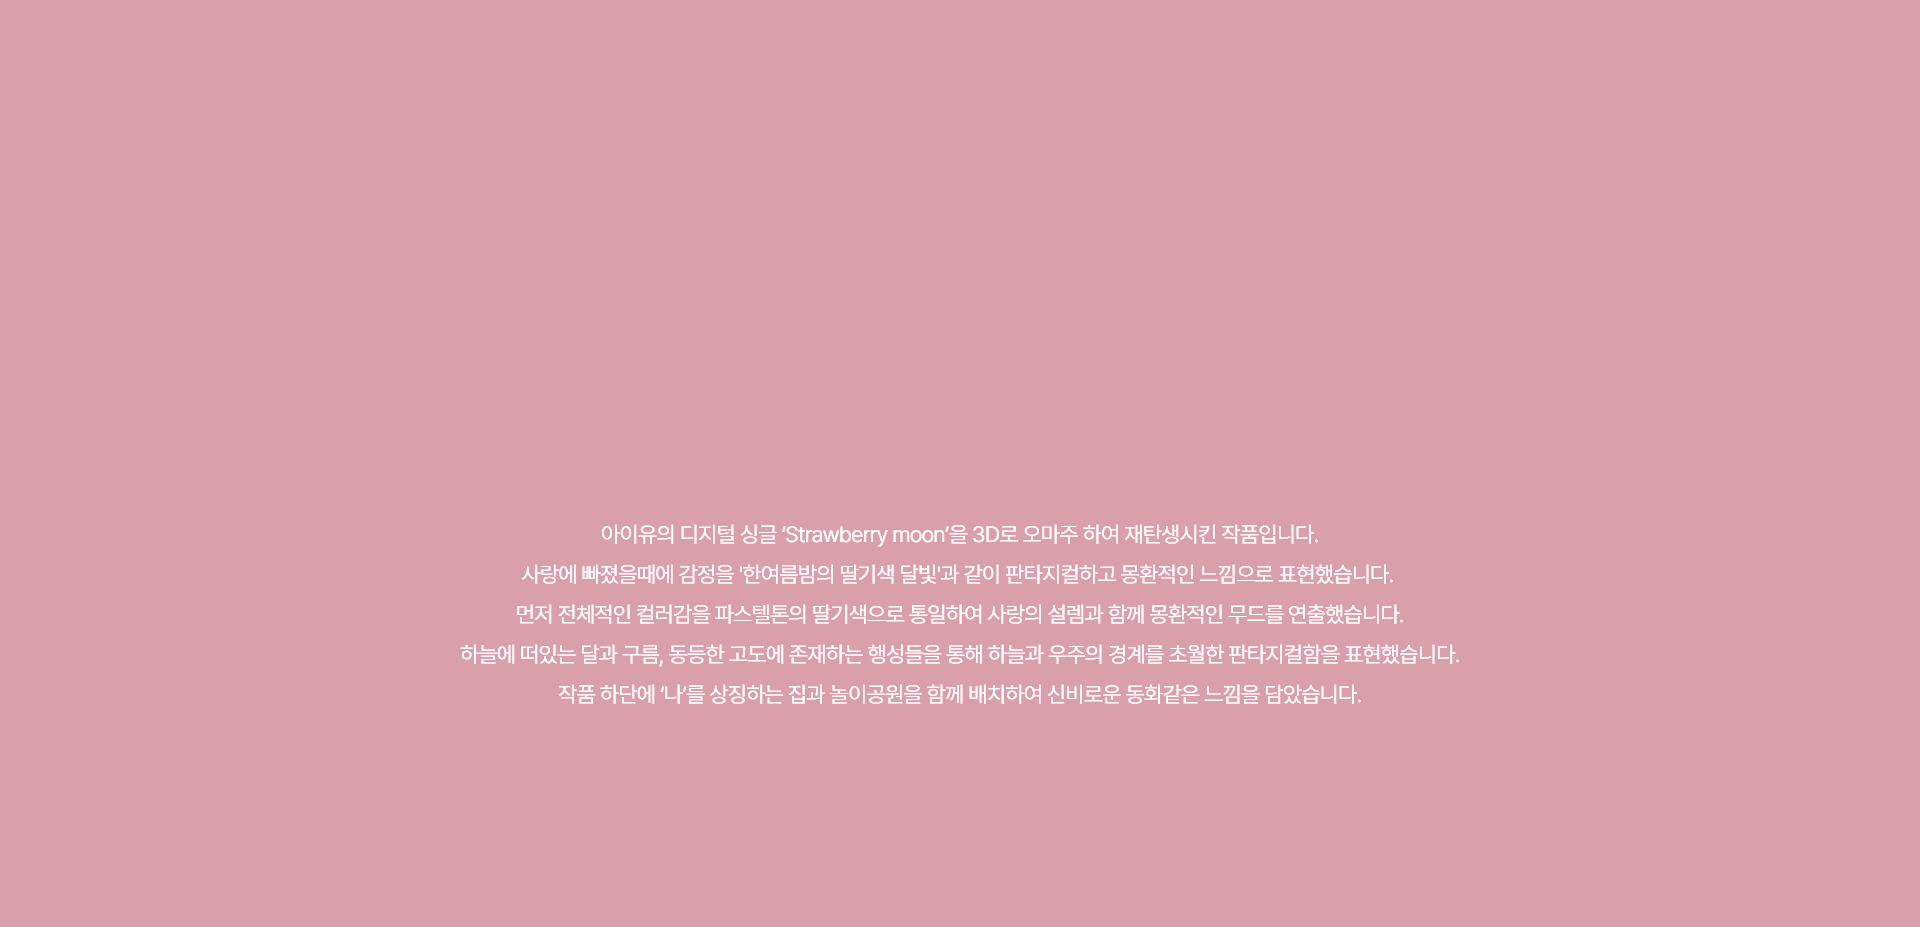 아이유의 디지털 싱글 ‘Strawberry moon’을 3D로 오마주 하여 재탄생시킨 작품입니다.
사랑에 빠졌을때에 감정을 '한여름밤의 딸기색 달빛'과 같이 판타지컬하고 몽환적인 느낌으로 표현했습니다.
먼저 전체적인 컬러감을 파스텔톤의 딸기색으로 통일하여 사랑의 설렘과 함께 몽환적인 무드를 연출했습니다.
하늘에 떠있는 달과 구름, 동등한 고도에 존재하는 행성들을 통해 하늘과 우주의 경계를 초월한 판타지컬함을 표현했습니다.
작품 하단에 ‘나’를 상징하는 집과 놀이공원을 함께 배치하여 신비로운 동화같은 느낌을 담았습니다.